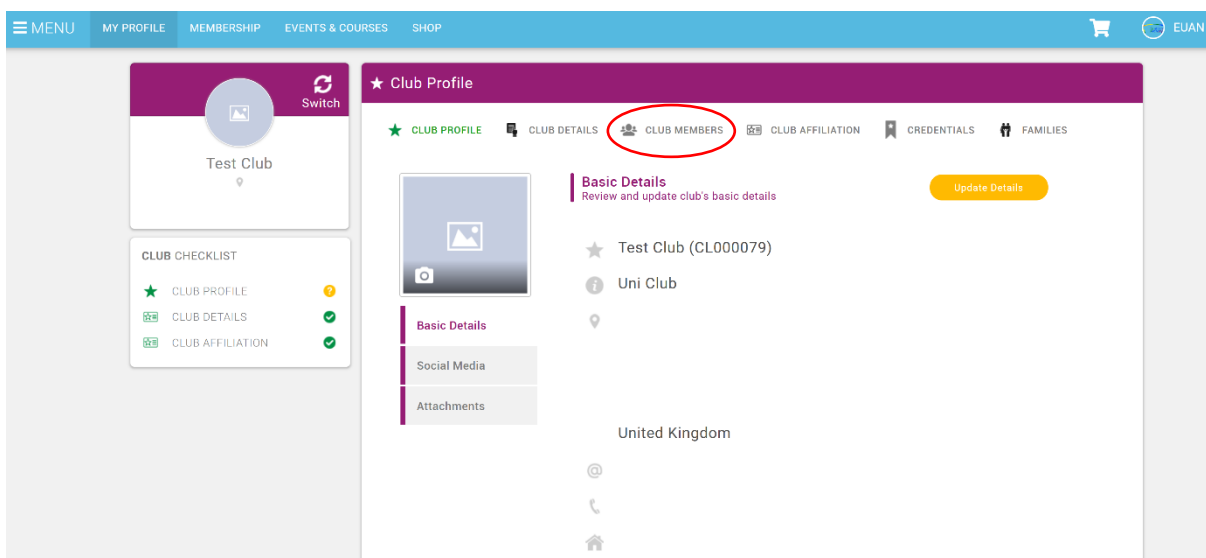 MENU MY PROFILE MEMBERSHIP EVENTS & COURSES SHOP EUAN
Switch
Test Club
CLUB CHECKLIST
CLUB PROFILE
CLUB DETAILS
CLUB AFFILIATION
Club Profile
CLUB PROFILE CLUB DETAILS CLUB MEMBERS CLUB AFFILIATION CREDENTIALS FAMILIES
Basic Details
Social Media
Attachments
Basic Details
Review and update club's basic details
Update Details
Test Club (CL000079)
Uni Club
United Kingdom